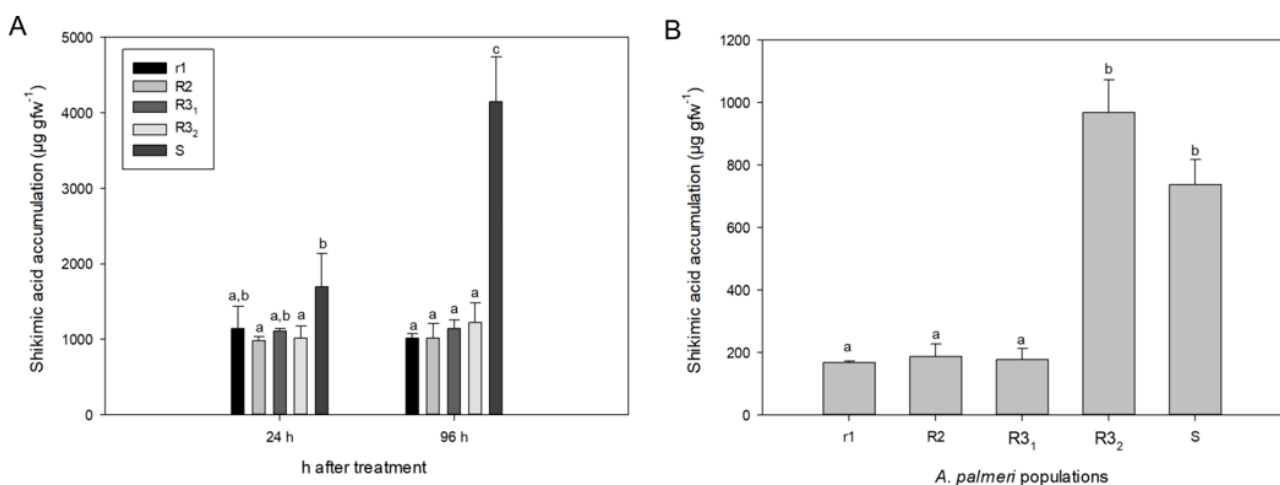 A
Shikimic acid accumulation (µg gfw⁻¹)
5000
4000
3000
2000
1000
0
r1
R2
R3₁
R3₂
S
a,b
a
a,b
a
b
a
a
a
a
c
24 h
96 h
h after treatment
B
Shikimic acid accumulation (µg gfw⁻¹)
1200
1000
800
600
400
200
0
a
a
a
b
b
r1
R2
R3₁
R3₂
S
A. palmeri populations